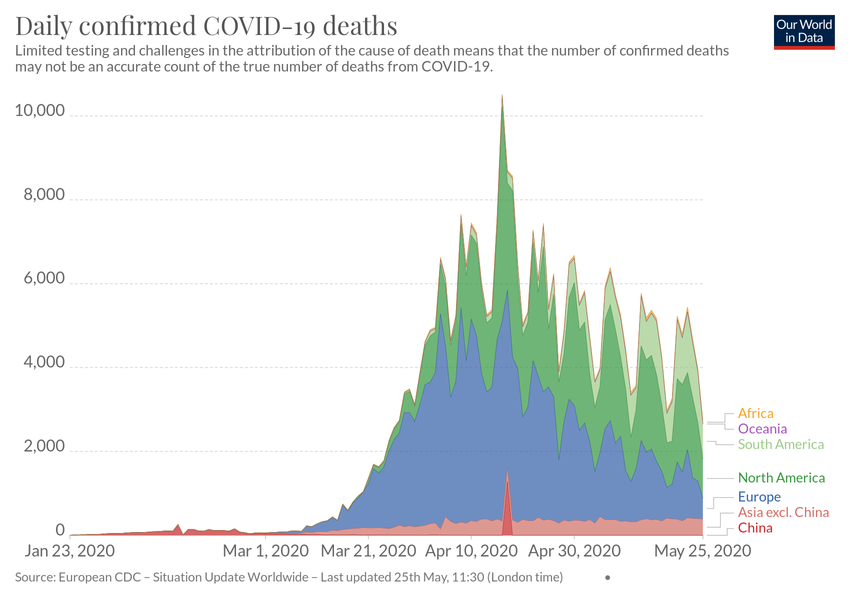 Daily confirmed COVID-19 deaths
Our World
in Data
Limited testing and challenges in the attribution of the cause of death means that the number of confirmed deaths
may not be an accurate count of the true number of deaths from COVID-19.
10,000
8,000
6,000
4,000
2,000
0
Africa
Oceania
South America
North America
Europe
Asia excl. China
China
Jan 23, 2020 Mar 1, 2020 Mar 21, 2020 Apr 10, 2020 Apr 30, 2020 May 25, 2020
Source: European CDC – Situation Update Worldwide – Last updated 25th May, 11:30 (London time) •